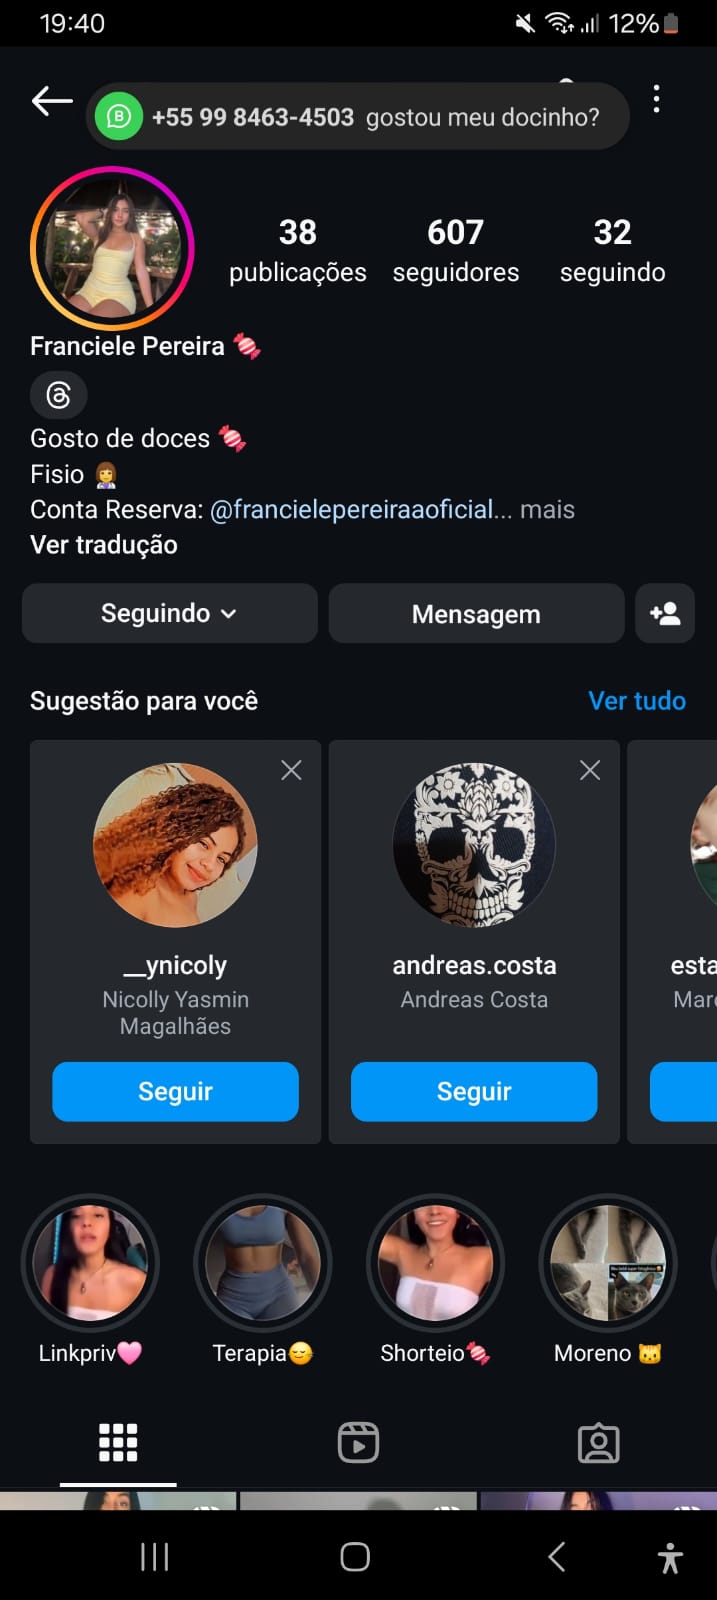 19:40
12%
+55 99 8463-4503 gostou meu docinho?
38
607
32
publicações
seguidores
seguindo
Franciele Pereira 🍬
Gosto de doces 🍬
Fisio 👩‍⚕️
Conta Reserva: @francielepereiraaoficial... mais
Ver tradução
Seguindo
Mensagem
Sugestão para você
Ver tudo
__ynicoly
andreas.costa
esta
Nicolly Yasmin
Magalhães
Andreas Costa
Marc
Seguir
Seguir
Linkpriv🩷
Terapia😌
Shorteio🍬
Moreno 🐱